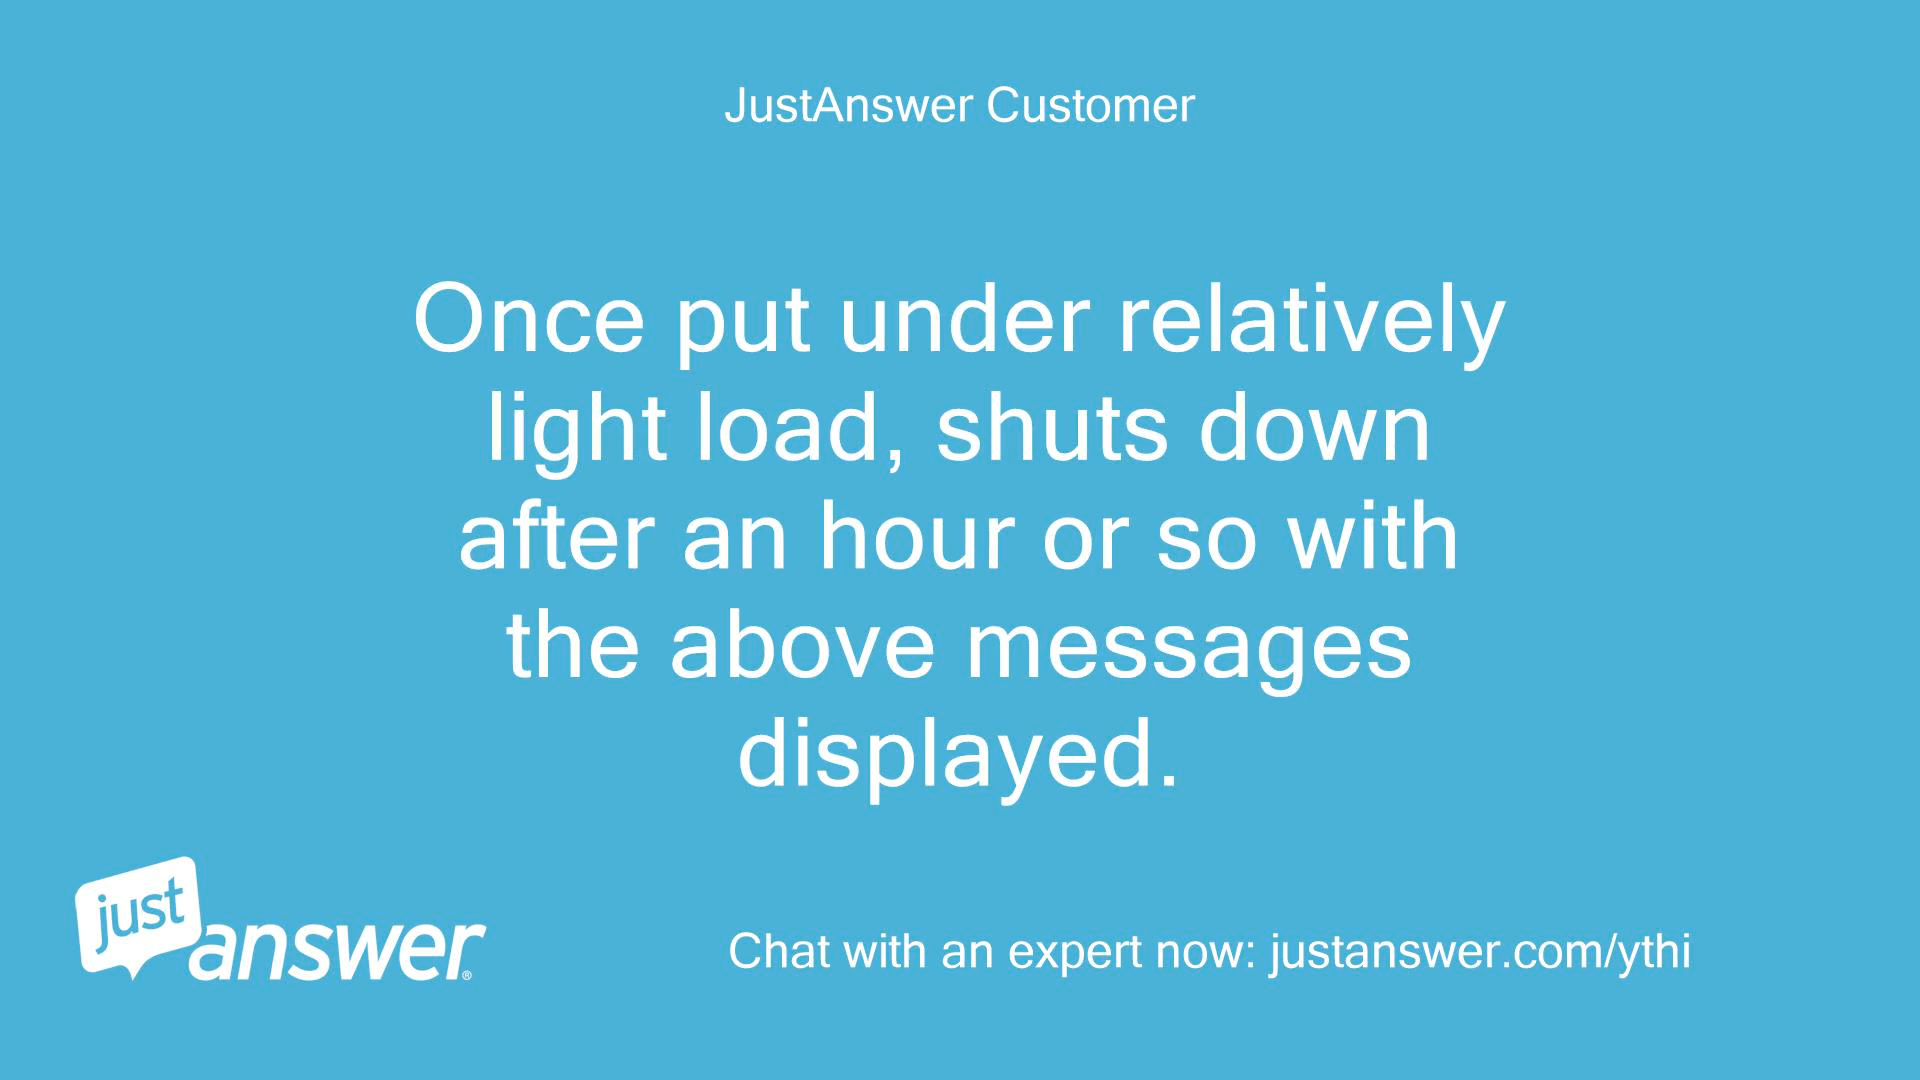 JustAnswer Customer
Once put under relatively
light load, shuts down
after an hour or so with
the above messages
displayed.
just
answer®
Chat with an expert now: justanswer.com/ythi